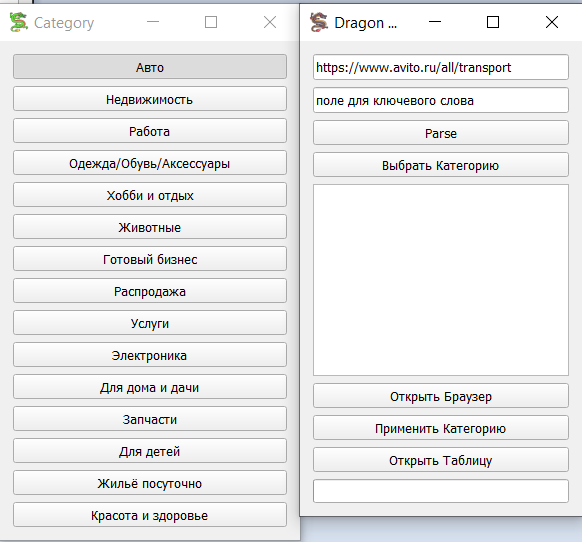 Category
Авто
Недвижимость
Работа
Одежда/Обувь/Аксессуары
Хобби и отдых
Животные
Готовый бизнес
Распродажа
Услуги
Электроника
Для дома и дачи
Запчасти
Для детей
Жильё посуточно
Красота и здоровье
Dragon ...
https://www.avito.ru/all/transport
поле для ключевого слова
Parse
Выбрать Категорию
Открыть Браузер
Применить Категорию
Открыть Таблицу